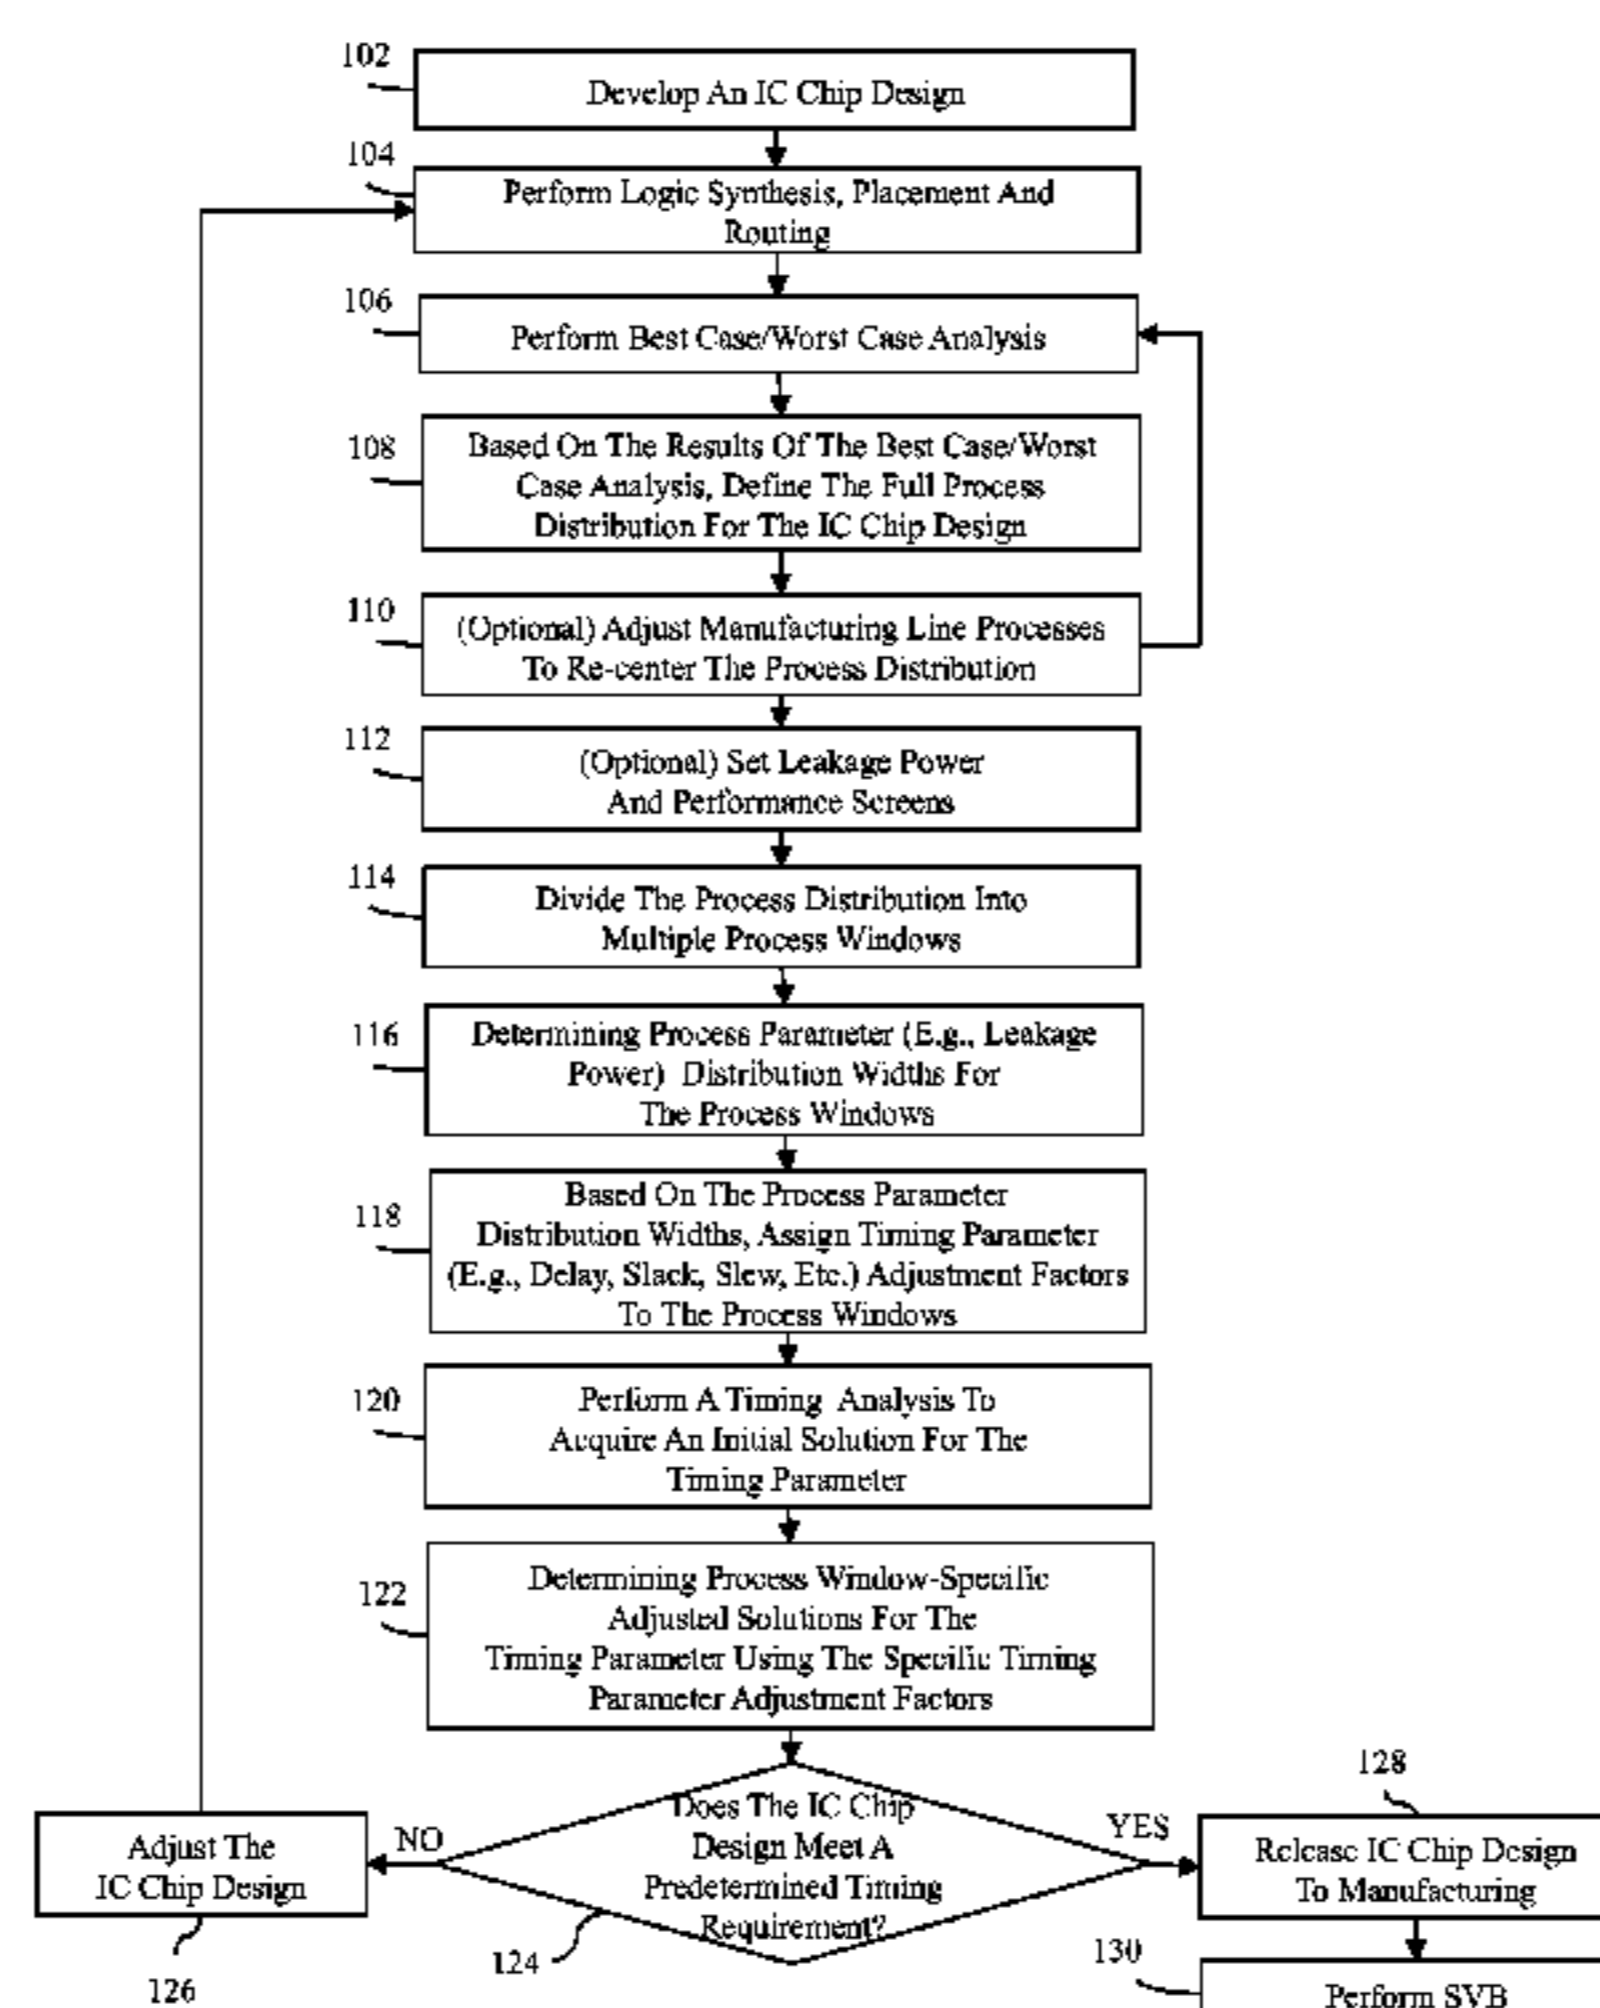 102
Develop An IC Chip Design
104
Perform Logic Synthesis, Placement And
Routing
106
Perform Best Case/Worst Case Analysis
108
Based On The Results Of The Best Case/Worst
Case Analysis, Define The Full Process
Distribution For The IC Chip Design
110
(Optional) Adjust Manufacturing Line Processes
To Re-center The Process Distribution
112
(Optional) Set Leakage Power
And Performance Screens
114
Divide The Process Distribution Into
Multiple Process Windows
116
Determining Process Parameter (E.g., Leakage
Power) Distribution Widths For
The Process Windows
118
Based On The Process Parameter
Distribution Widths, Assign Timing Parameter
(E.g., Delay, Slack, Slew, Etc.) Adjustment Factors
To The Process Windows
120
Perform A Timing Analysis To
Acquire An Initial Solution For The
Timing Parameter
122
Determining Process Window-Specific
Adjusted Solutions For The
Timing Parameter Using The Specific Timing
Parameter Adjustment Factors
Does The IC Chip
Design Meet A
Predetermined Timing
Requirement?
124
NO
Adjust The
IC Chip Design
126
YES
128
Release IC Chip Design
To Manufacturing
130
Perform SVB